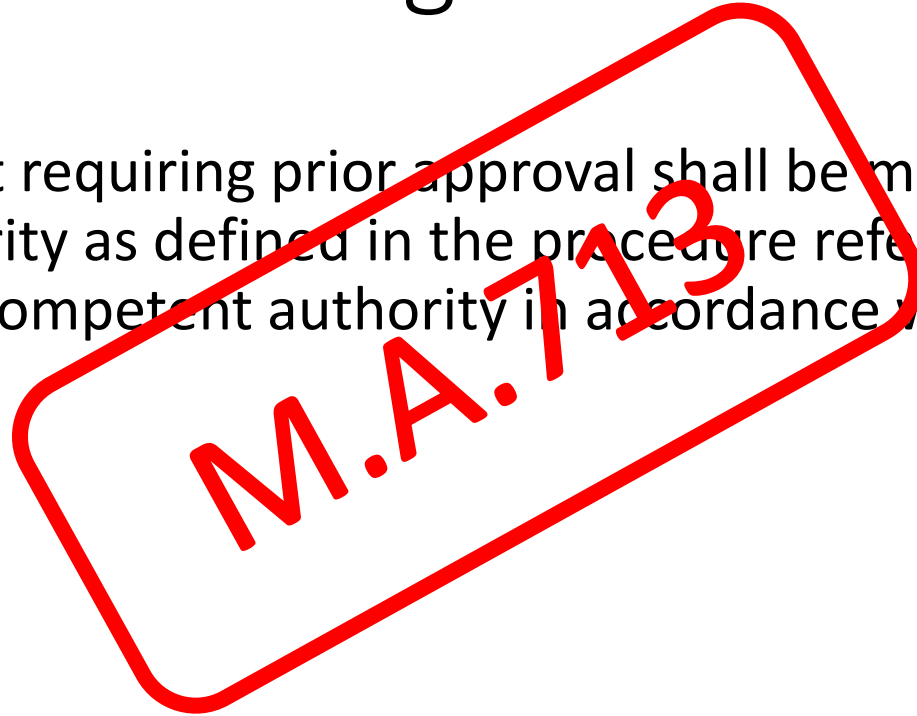 requiring prior approval shall be m
rity as defined in the procedure refe
ompetent authority in accordance
M.A.713